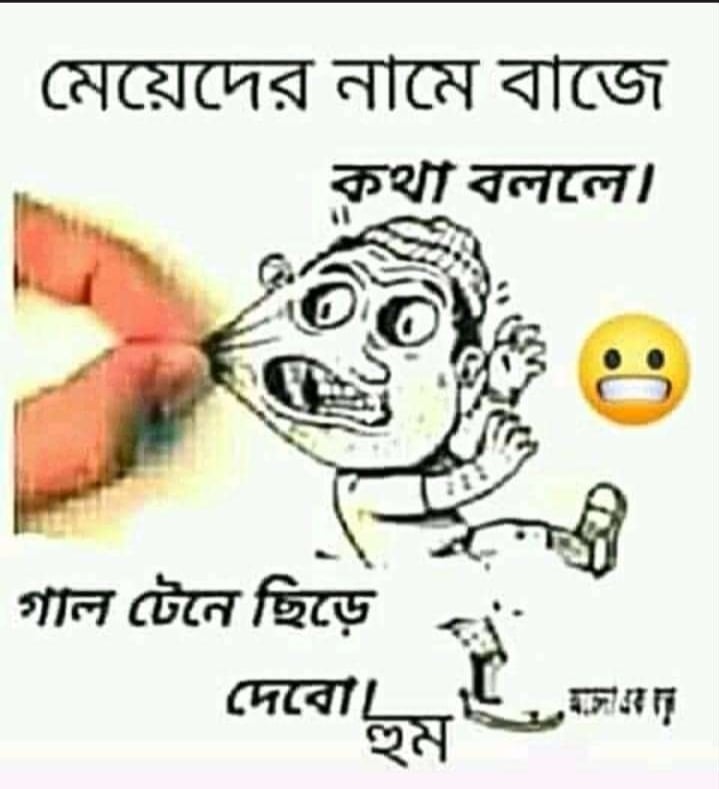 মেয়েদের নামে বাজে
কথা বললে।
গাল টেনে ছিড়ে
দেবো।
হুম